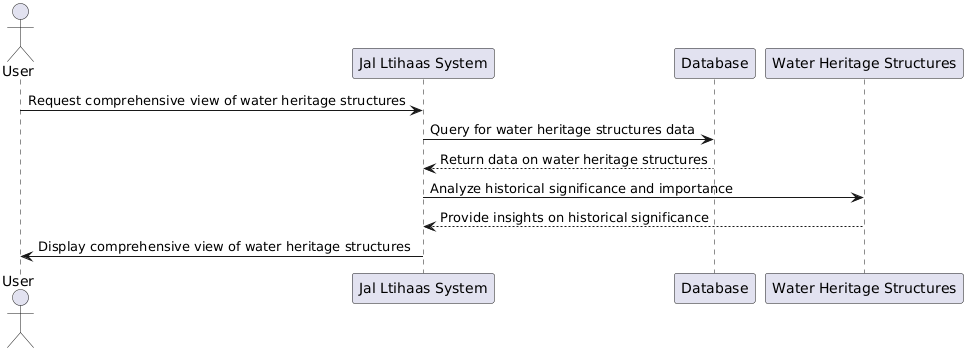 User
Jal Ltihaas System
Database
Water Heritage Structures
Request comprehensive view of water heritage structures
Query for water heritage structures data
Return data on water heritage structures
Analyze historical significance and importance
Provide insights on historical significance
Display comprehensive view of water heritage structures
User
Jal Ltihaas System
Database
Water Heritage Structures